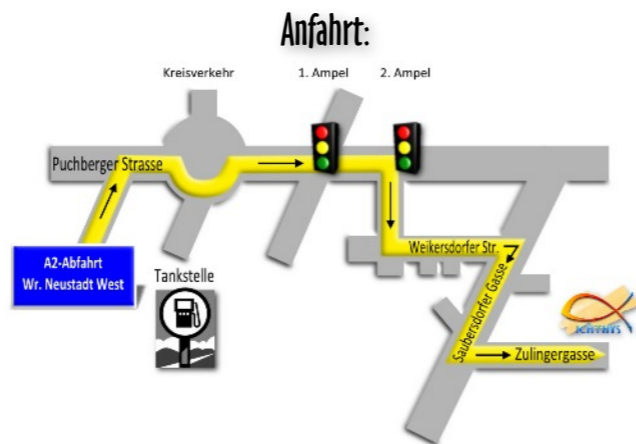 Anfahrt:
Kreisverkehr
1. Ampel
2. Ampel
Puchberger Strasse
A2-Abfahrt
Wr. Neustadt West
Tankstelle
Weikersdorfer Str.
Saubersdorfer Gasse
ICHTHYS
Zulingergasse